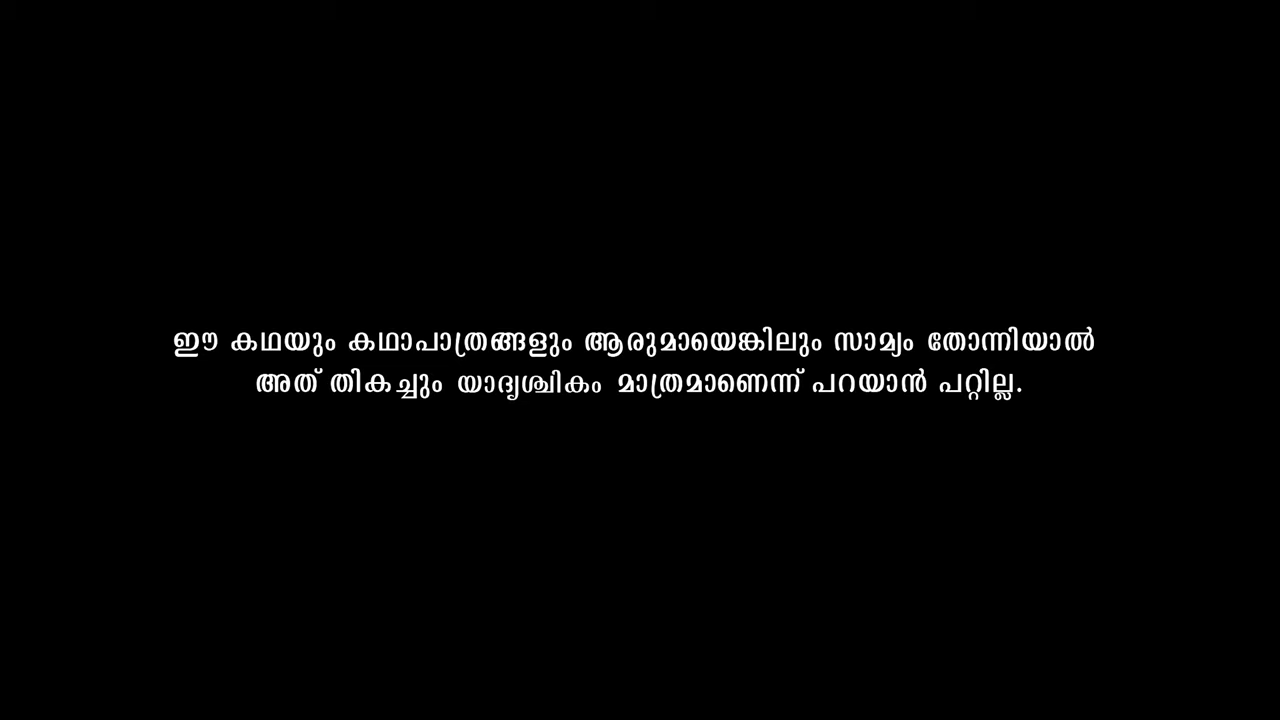 ഈ കഥയും കഥാപാത്രങ്ങളും ആരുമായെങ്കിലും സാമ്യം തോന്നിയാൽ
അത് തികച്ചും യാദൃശ്ചികം മാത്രമാണെന്ന് പറയാൻ പറ്റില്ല.